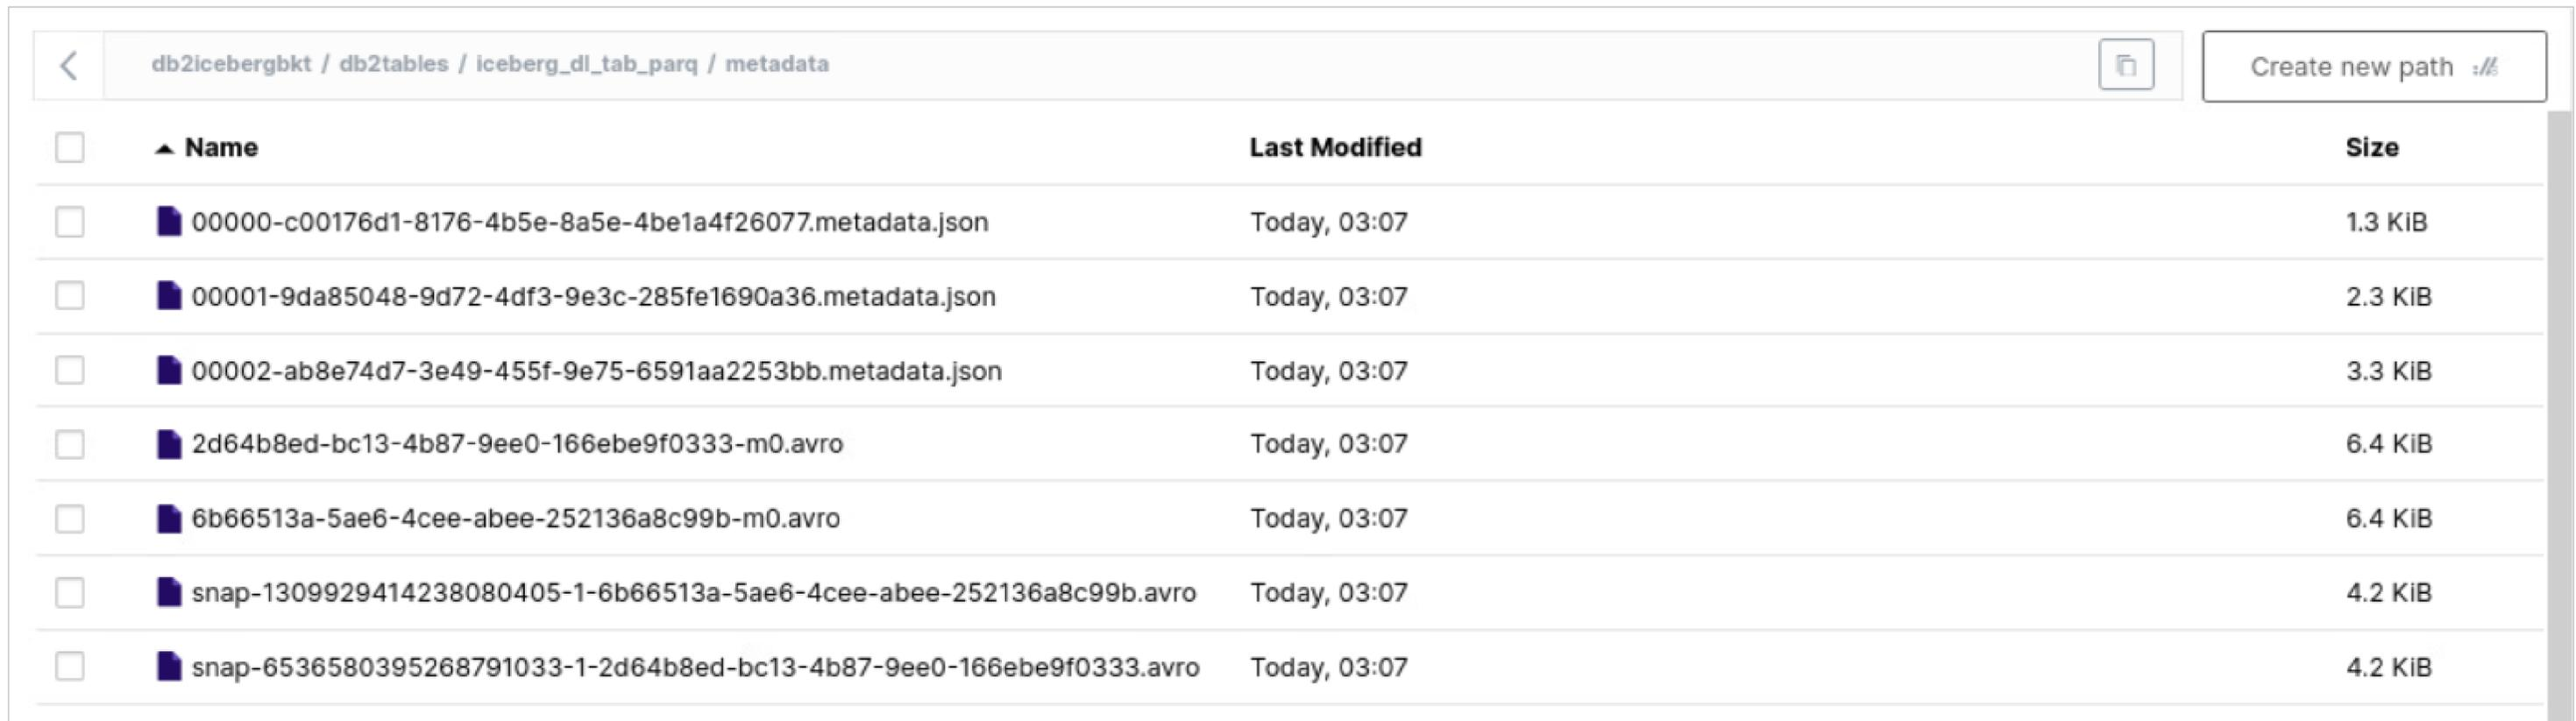 db2icebergbkt / db2tables / iceberg_dl_tab_parq / metadata Create new path
Name Last Modified Size
00000-c00176d1-8176-4b5e-8a5e-4be1a4f26077.metadata.json Today, 03:07 1.3 KiB
00001-9da85048-9d72-4df3-9e3c-285fe1690a36.metadata.json Today, 03:07 2.3 KiB
00002-ab8e74d7-3e49-455f-9e75-6591aa2253bb.metadata.json Today, 03:07 3.3 KiB
2d64b8ed-bc13-4b87-9ee0-166ebe9f0333-m0.avro Today, 03:07 6.4 KiB
6b66513a-5ae6-4cee-abee-252136a8c99b-m0.avro Today, 03:07 6.4 KiB
snap-1309929414238080405-1-6b66513a-5ae6-4cee-abee-252136a8c99b.avro Today, 03:07 4.2 KiB
snap-6536580395268791033-1-2d64b8ed-bc13-4b87-9ee0-166ebe9f0333.avro Today, 03:07 4.2 KiB